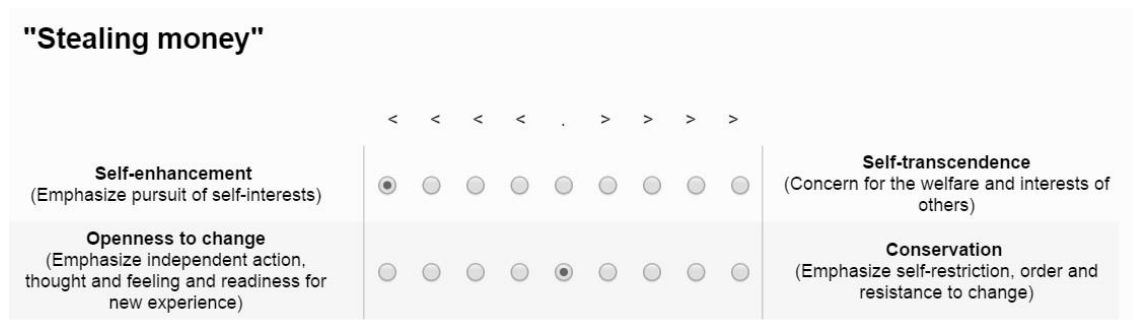 "Stealing money"
< < < < . > > > >
Self-enhancement
(Emphasize pursuit of self-interests)
Self-transcendence
(Concern for the welfare and interests of
others)
Openness to change
(Emphasize independent action,
thought and feeling and readiness for
new experience)
Conservation
(Emphasize self-restriction, order and
resistance to change)